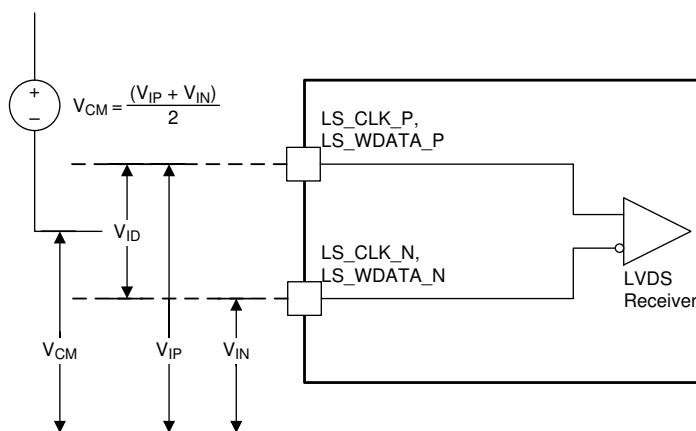 +
−
V_CM = (V_IP + V_IN) / 2
LS_CLK_P,
LS_WDATA_P
V_ID
LS_CLK_N,
LS_WDATA_N
LVDS
Receiver
V_CM
V_IP
V_IN